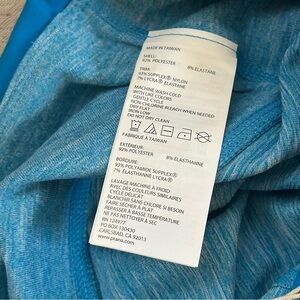 MADE IN TAIWAN
SHELL:
92% POLYESTER 8% ELASTANE
TRIM:
93% SUPPLEX® NYLON
7% LYCRA® ELASTANE
MACHINE WASH COLD
WITH LIKE COLORS
GENTLE CYCLE
NON-CHLORINE BLEACH WHEN NEEDED
DRY FLAT
IRON LOW
DO NOT DRY CLEAN
FABRIQUÉ À TAIWAN
EXTÉRIEUR:
92% POLYESTER 8% ÉLASTHANNE
BORDURE:
93% POLYAMIDE SUPPLEX®
7% ÉLASTHANNE LYCRA®
LAVAGE MACHINE À FROID
AVEC DES COULEURS SIMILAIRES
CYCLE DÉLICAT
BLANCHIR SANS CHLORE SI BESOIN
FAIRE SÉCHER À PLAT
REPASSER À BASSE TEMPÉRATURE
NE PAS NETTOYER À SEC
RN 124977
PO BOX 130430
CARLSBAD, CA 92013
www.prana.com